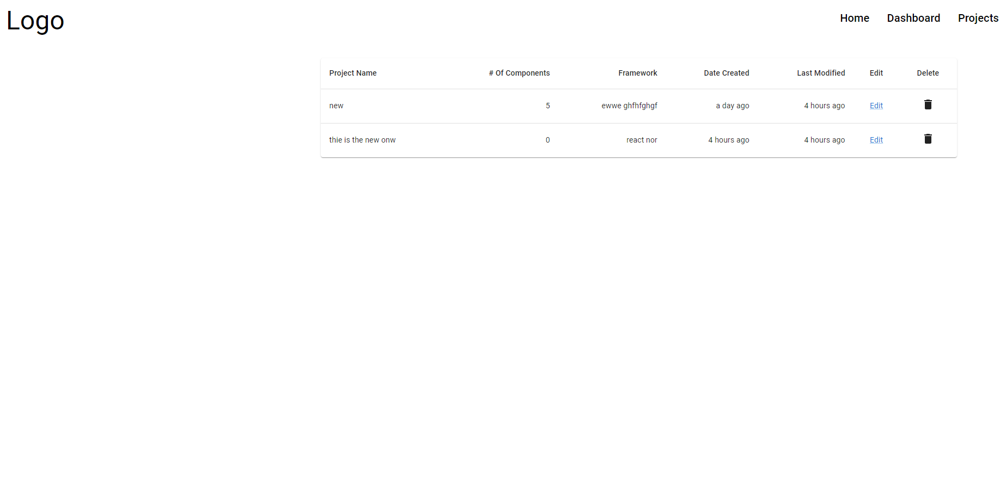 Logo
Home Dashboard Projects
Project Name # Of Components Framework Date Created Last Modified Edit Delete
new 5 ewwe ghfhfghgf a day ago 4 hours ago Edit
thie is the new onw 0 react nor 4 hours ago 4 hours ago Edit